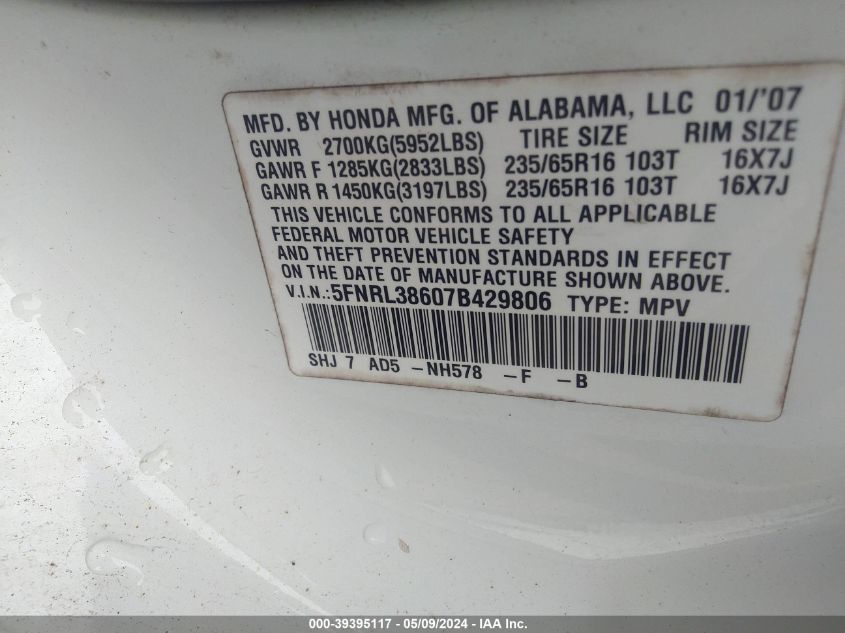 MFD. BY HONDA MFG. OF ALABAMA, LLC 01/'07
GVWR 2700KG(5952LBS) TIRE SIZE RIM SIZE
GAWR F 1285KG(2833LBS) 235/65R16 103T 16X7J
GAWR R 1450KG(3197LBS) 235/65R16 103T 16X7J
THIS VEHICLE CONFORMS TO ALL APPLICABLE
FEDERAL MOTOR VEHICLE SAFETY
AND THEFT PREVENTION STANDARDS IN EFFECT
ON THE DATE OF MANUFACTURE SHOWN ABOVE.
V.I.N.:5FNRL38607B429806 TYPE: MPV
SHJ 7 AD5 -NH578 -F -B
000-39395117 / 05/09/2024 - IAA Inc.